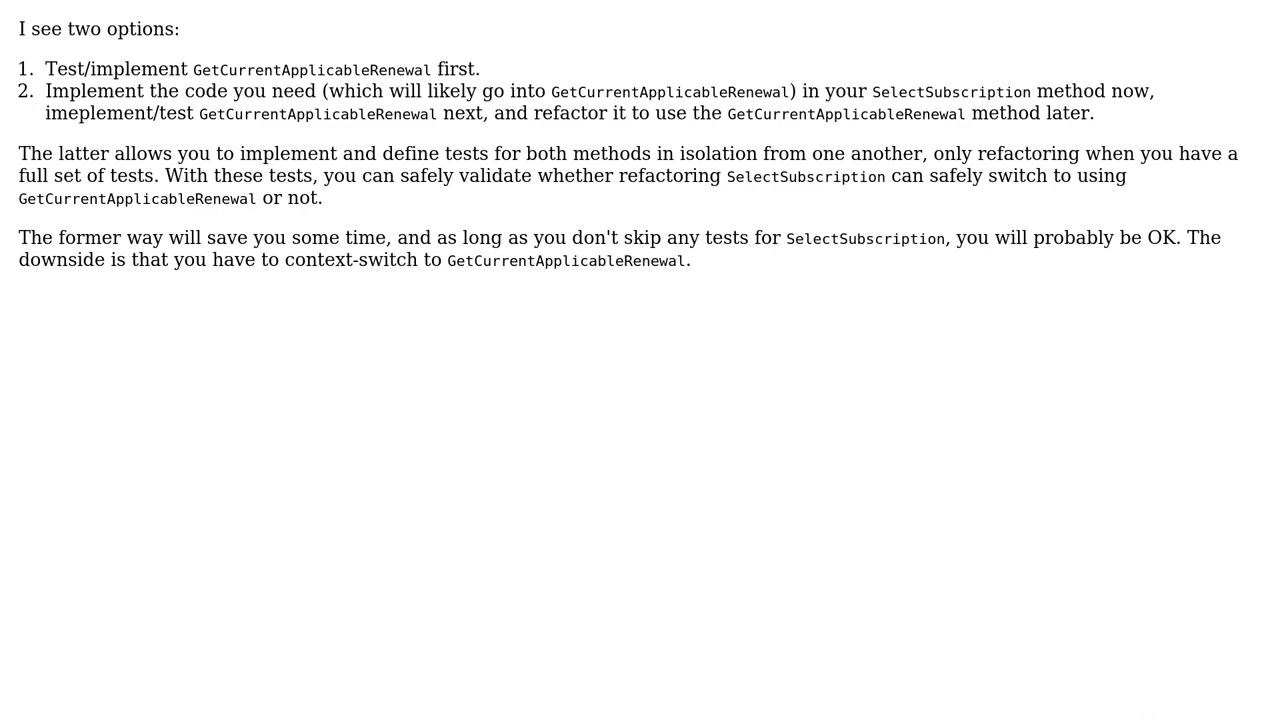 I see two options:
1. Test/implement GetCurrentApplicableRenewal first.
2. Implement the code you need (which will likely go into GetCurrentApplicableRenewal) in your SelectSubscription method now,
imeplement/test GetCurrentApplicableRenewal next, and refactor it to use the GetCurrentApplicableRenewal method later.
The latter allows you to implement and define tests for both methods in isolation from one another, only refactoring when you have a
full set of tests. With these tests, you can safely validate whether refactoring SelectSubscription can safely switch to using
GetCurrentApplicableRenewal or not.
The former way will save you some time, and as long as you don't skip any tests for SelectSubscription, you will probably be OK. The
downside is that you have to context-switch to GetCurrentApplicableRenewal.